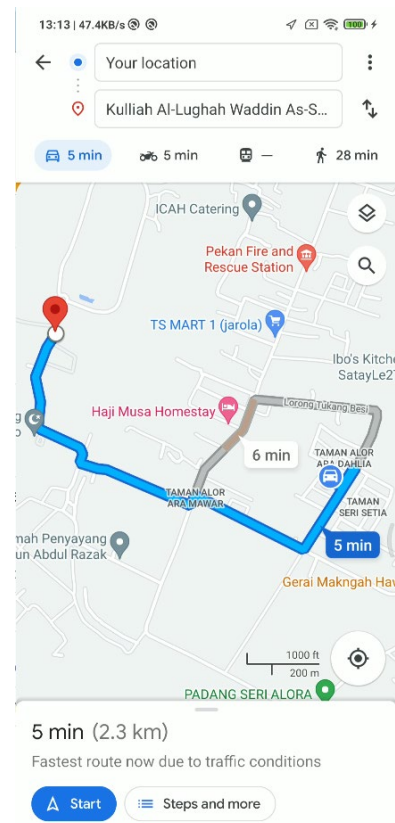 13:13 | 47.4KB/s
100
Your location
Kulliah Al-Lughah Waddin As-S...
5 min
5 min
—
28 min
ICAH Catering
Pekan Fire and
Rescue Station
TS MART 1 (jarola)
Ibo's Kitche
SatayLe2
Lorong Tukang Besi
Haji Musa Homestay
6 min
TAMAN ALOR
ARA DAHLIA
TAMAN ALOR
ARA MAWAR
TAMAN
SERI SETIA
5 min
mah Penyayang
un Abdul Razak
Gerai Makngah Haw
1000 ft
200 m
PADANG SERI ALORA
5 min (2.3 km)
Fastest route now due to traffic conditions
Start
Steps and more